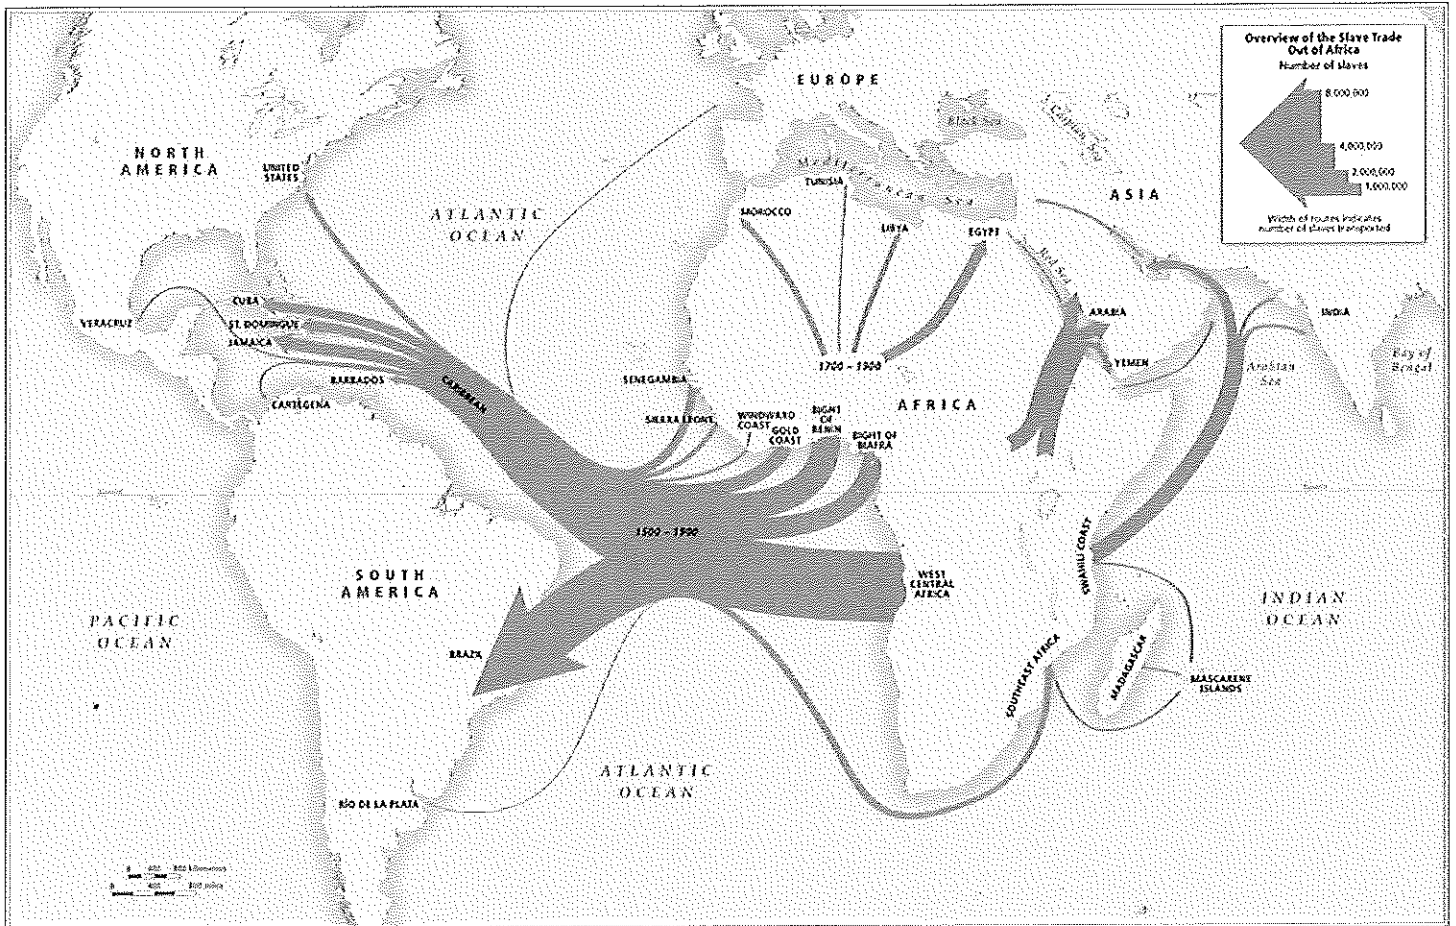 Overview of the Slave Trade
Out of Africa
Number of slaves
8,000,000
4,000,000
2,000,000
1,000,000
Width of routes indicates
number of slaves transported
EUROPE
Black Sea
Caspian Sea
NORTH
AMERICA
UNITED
STATES
ATLANTIC
OCEAN
Mediterranean Sea
TUNISIA
MOROCCO
LIBYA
EGYPT
ASIA
Red Sea
CUBA
VERACRUZ
ST. DOMINGUE
JAMAICA
BARBADOS
CARTEGENA
CARIBBEAN
ARABIA
INDIA
YEMEN
Arabian
Sea
Bay of
Bengal
SENEGAMBIA
SIERRA LEONE
WINDWARD
COAST
GOLD
COAST
BIGHT
OF
BENIN
BIGHT OF
BIAFRA
AFRICA
SOUTH
AMERICA
WEST
CENTRAL
AFRICA
SWAHILI COAST
PACIFIC
OCEAN
BRAZIL
INDIAN
OCEAN
SOUTHEAST AFRICA
MADAGASCAR
MASCARENE
ISLANDS
ATLANTIC
OCEAN
RÍO DE LA PLATA